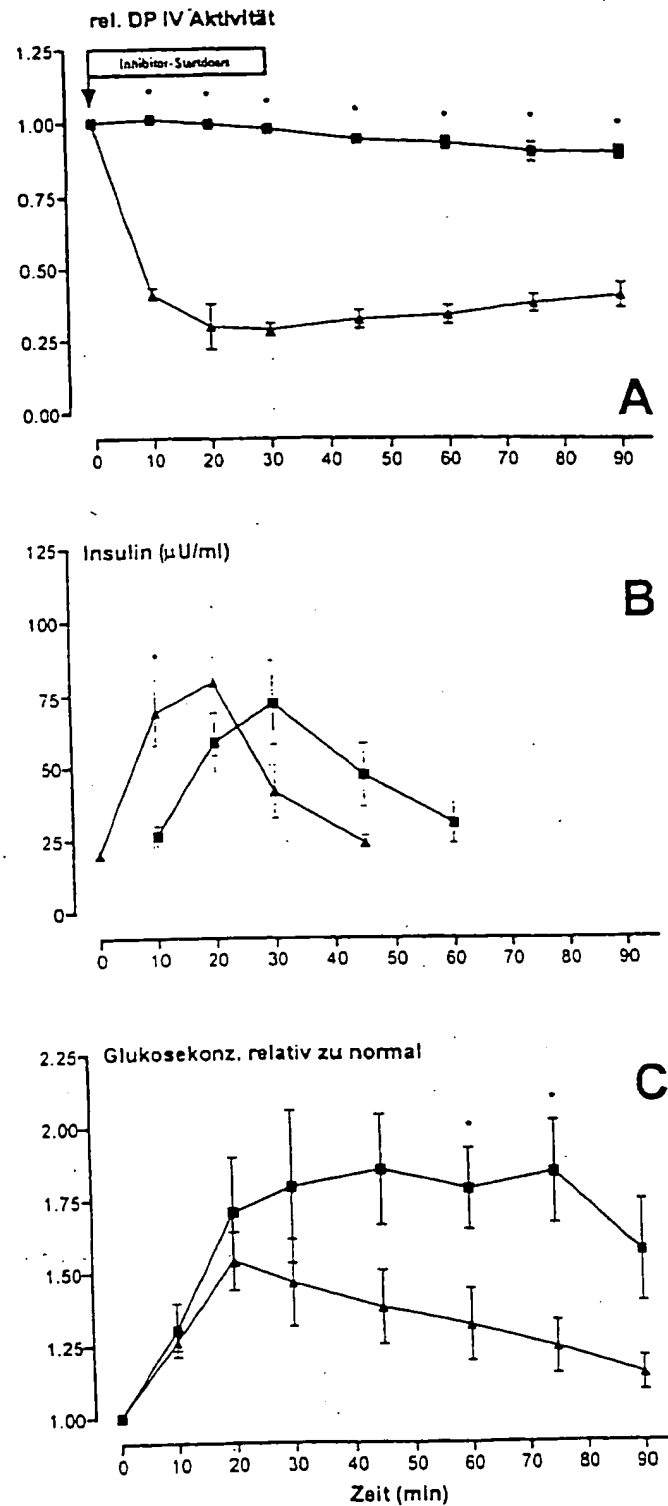 rel. DP IV Aktivität
1.25
Inhibitor-Startdosis
1.00
0.75
0.50
0.25
0.00
A
0 10 20 30 40 50 60 70 80 90
125 Insulin (µU/ml)
B
100
75
50
25
0
0 10 20 30 40 50 60 70 80 90
2.25 Glukosekonz. relativ zu normal
C
2.00
1.75
1.50
1.25
1.00
0 10 20 30 40 50 60 70 80 90
Zeit (min)